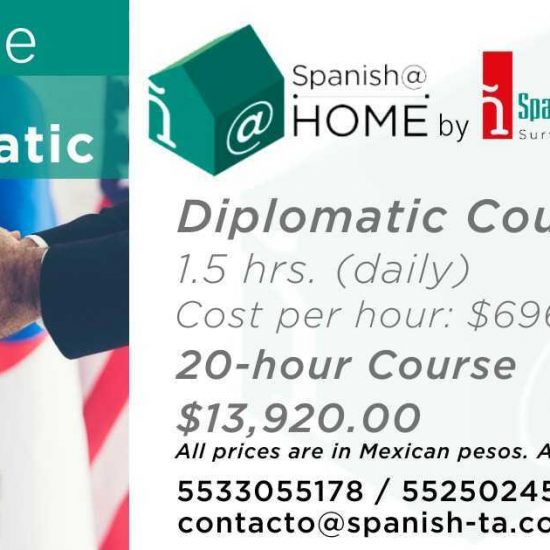 e
atic
Spanish@
HOME by
ñ
@
ñ
Spa
Sur
Diplomatic Cou
1.5 hrs. (daily)
Cost per hour: $696
20-hour Course
$13,920.00
All prices are in Mexican pesos. A
5533055178 / 55250245
contacto@spanish-ta.co